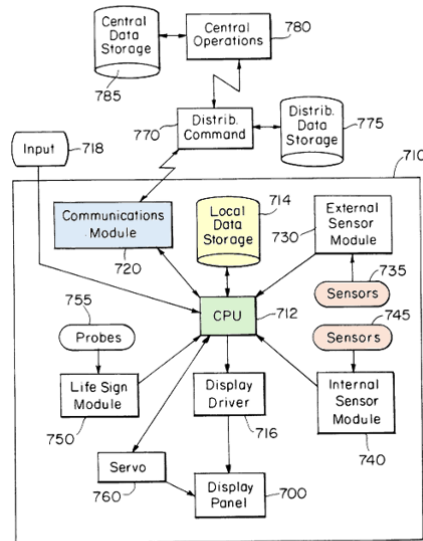 Central
Data
Storage
785
Central
Operations
780
770
Distrib.
Command
Distrib.
Data
Storage
775
Input
718
710
Communications
Module
720
Local
Data
Storage
714
External
Sensor
Module
730
Sensors
735
745
Sensors
755
Probes
CPU
712
Life Sign
Module
750
Display
Driver
716
Internal
Sensor
Module
740
Servo
760
Display
Panel
700